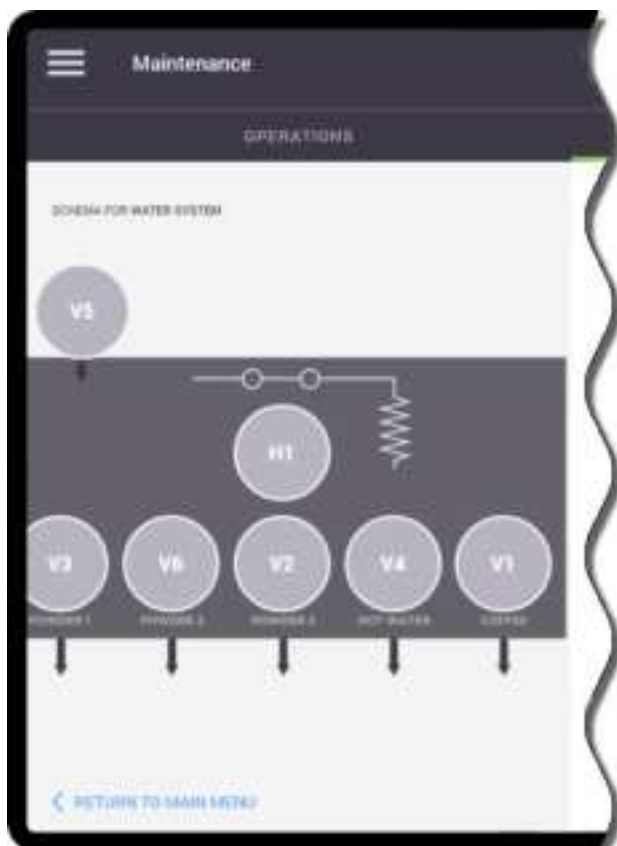 Maintenance
OPERATIONS
SCHEMA FOR WATER SYSTEM
V5
H1
V3 V6 V2 V4 V1
POWDER 1 POWDER 2 POWDER 3 HOT WATER COFFEE
RETURN TO MAIN MENU